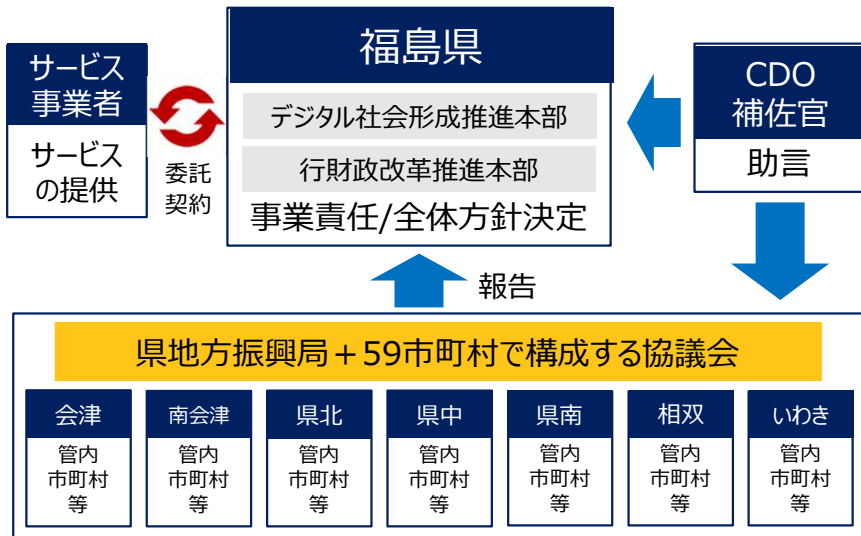 サービス
事業者
サービス
の提供
委託
契約
福島県
デジタル社会形成推進本部
行財政改革推進本部
事業責任/全体方針決定
CDO
補佐官
助言
報告
県地方振興局+59市町村で構成する協議会
会津
管内
市町村
等
南会津
管内
市町村
等
県北
管内
市町村
等
県中
管内
市町村
等
県南
管内
市町村
等
相双
管内
市町村
等
いわき
管内
市町村
等